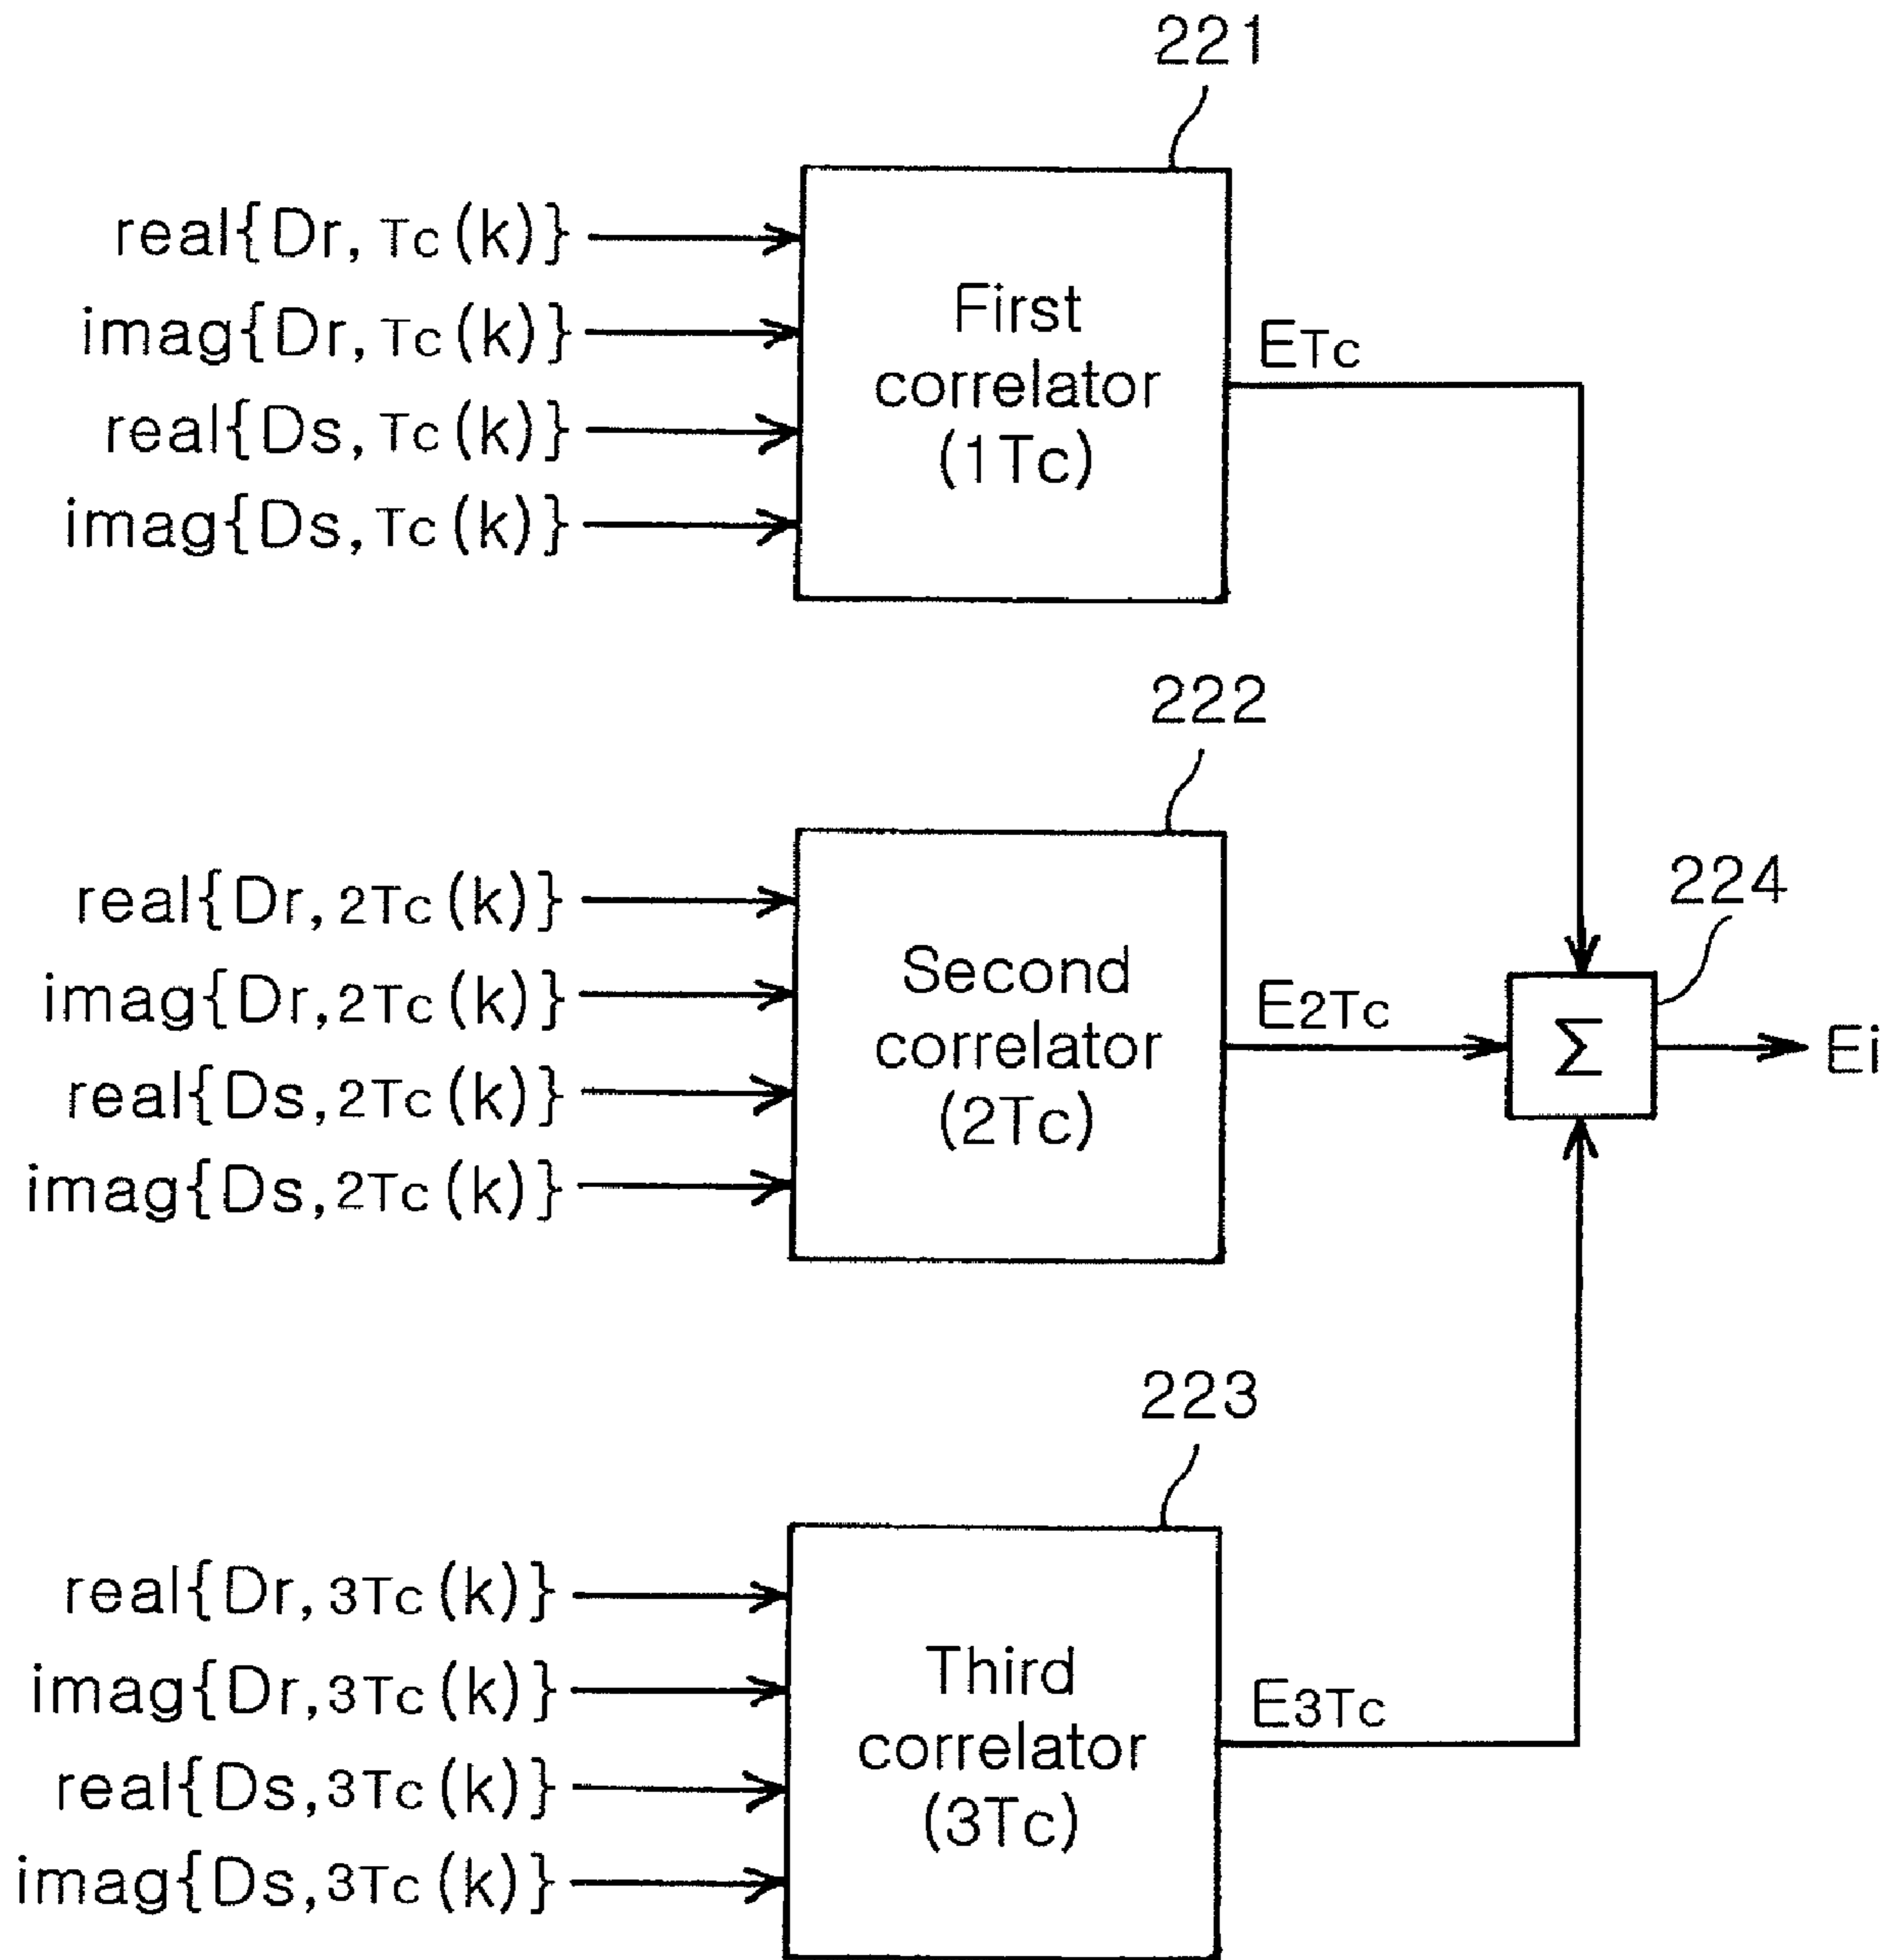 221
real{Dr, Tc(k)}
imag{Dr, Tc(k)}
real{Ds, Tc(k)}
imag{Ds, Tc(k)}
First
correlator
(1Tc)
ETc
222
real{Dr, 2Tc(k)}
imag{Dr, 2Tc(k)}
real{Ds, 2Tc(k)}
imag{Ds, 2Tc(k)}
Second
correlator
(2Tc)
E2Tc
224
Σ
Ei
223
real{Dr, 3Tc(k)}
imag{Dr, 3Tc(k)}
real{Ds, 3Tc(k)}
imag{Ds, 3Tc(k)}
Third
correlator
(3Tc)
E3Tc